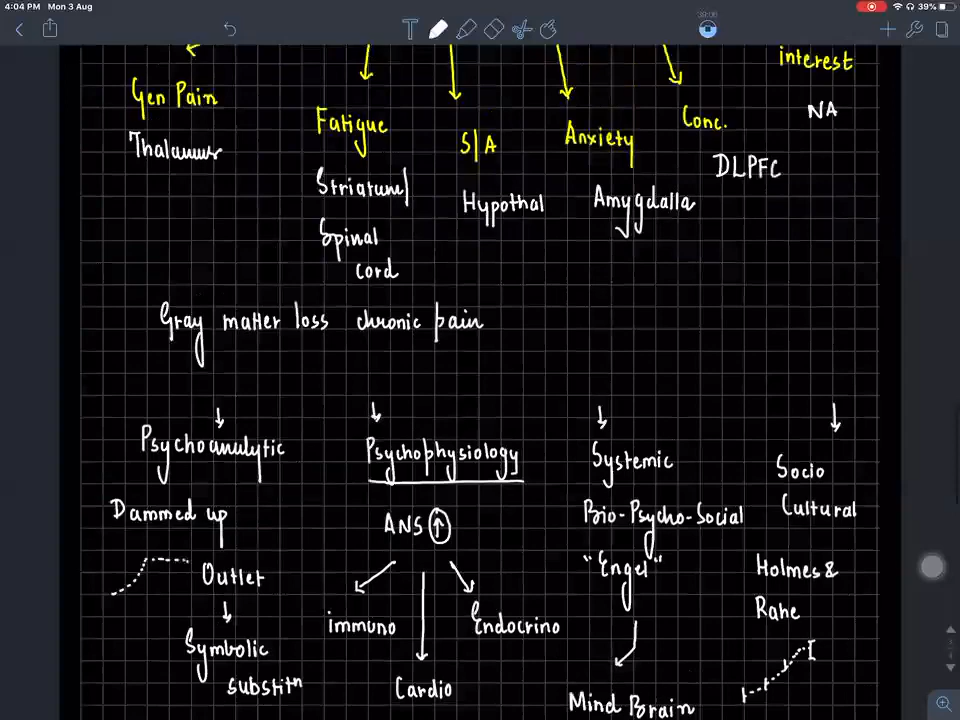 4:04 PM Mon 3 Aug
39%
interest
Gen Pain
Thalamus
Fatigue
Striatum/
Spinal
cord
S/A
Hypothal
Anxiety
Amygdalla
Conc.
DLPFC
NA
Gray matter loss chronic pain
Psychoanalytic
Dammed up
Outlet
Symbolic
substitn
Psychophysiology
ANS ↑
immuno
Cardio
Endocrino
Systemic
Bio-Psycho-Social
"Engel"
Mind Brain
Socio
Cultural
Holmes &
Rahe